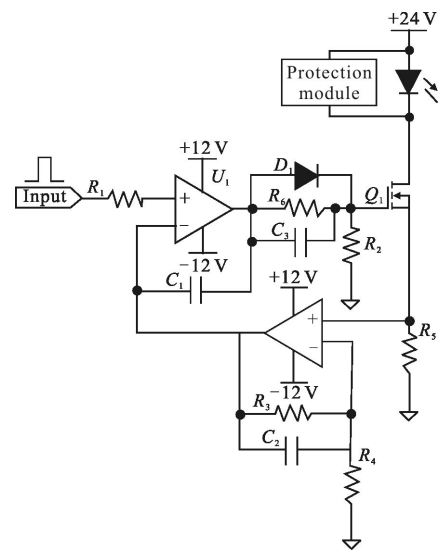 +24 V
Protection
module
+12 V
D1
U1
Input
R1
R6
Q1
+
−
C3
R2
−12 V
C1
+12 V
+
−
R5
−12 V
R3
C2
R4